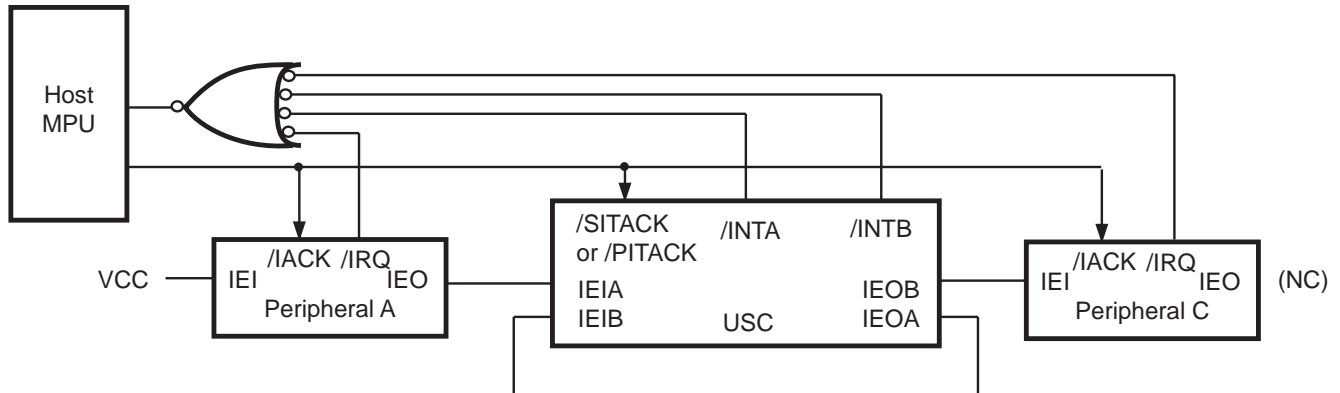 Host
MPU
/SITACK
or /PITACK
/INTA
/INTB
IEIA
IEIB
USC
IEOB
IEOA
VCC
IEI
/IACK /IRQ
IEO
Peripheral A
IEI
/IACK /IRQ
IEO
Peripheral C
(NC)